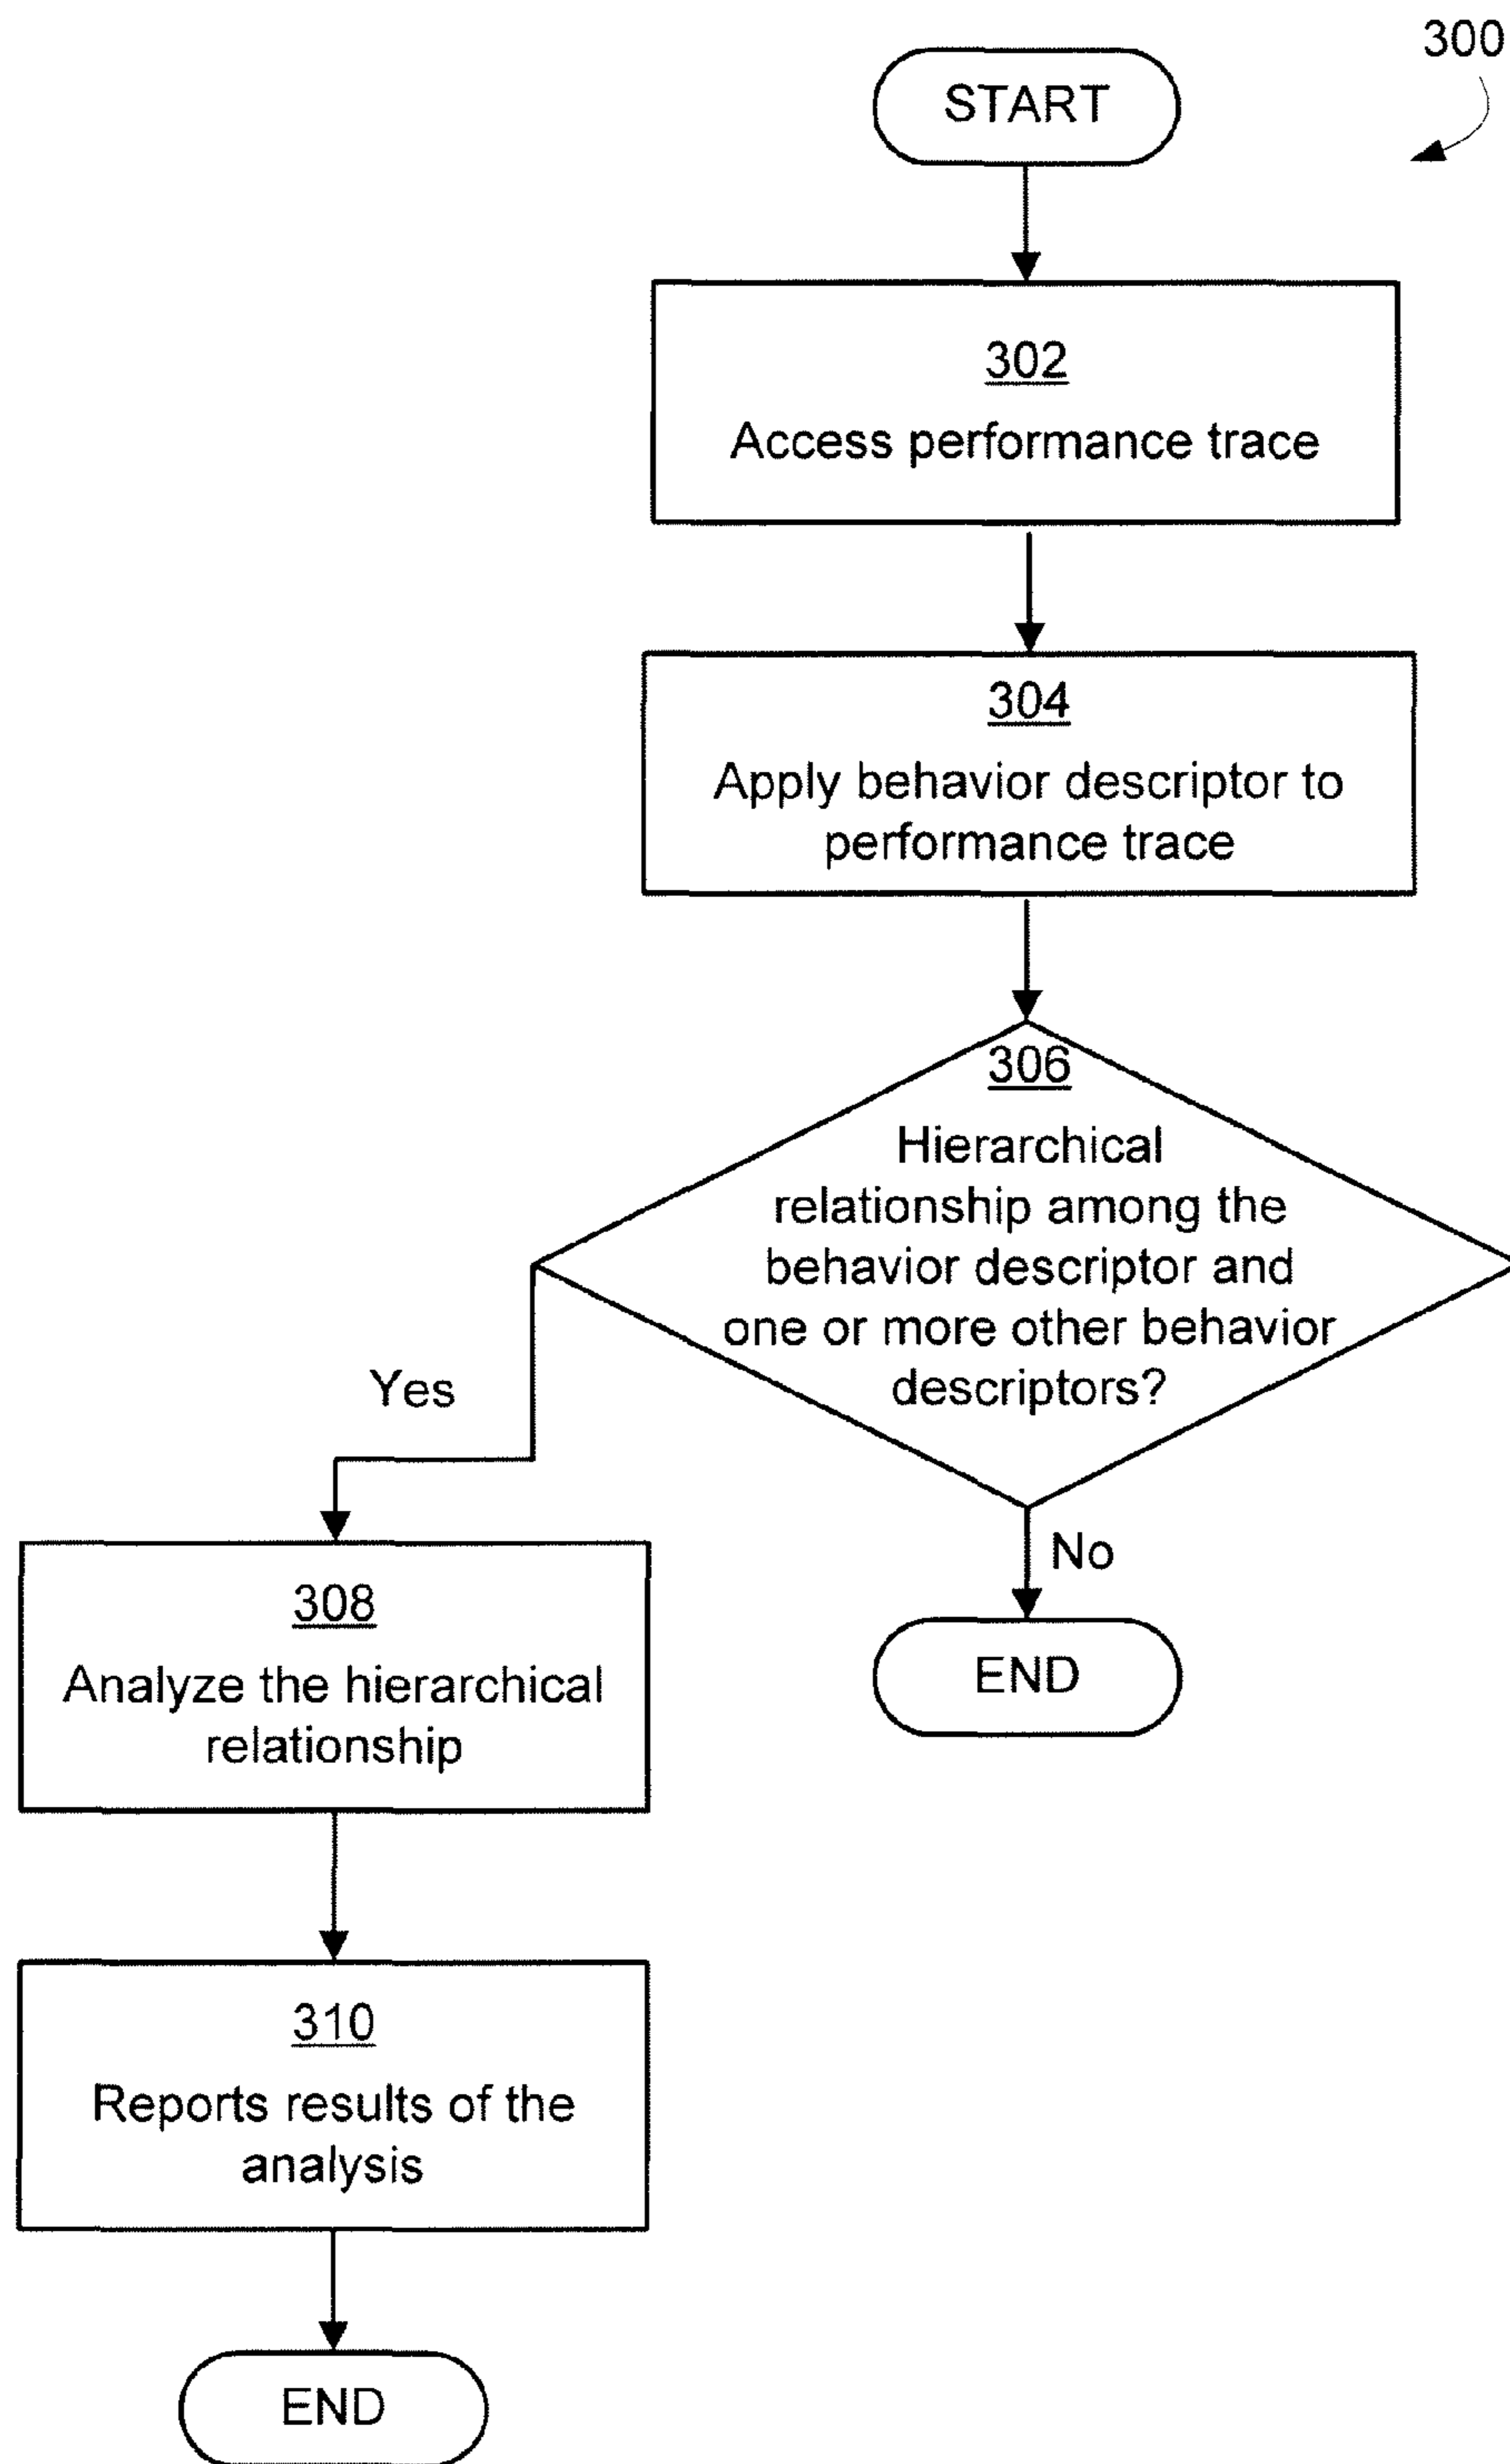 300
START
302
Access performance trace
304
Apply behavior descriptor to
performance trace
306
Hierarchical
relationship among the
behavior descriptor and
one or more other behavior
descriptors?
Yes
No
308
Analyze the hierarchical
relationship
END
310
Reports results of the
analysis
END